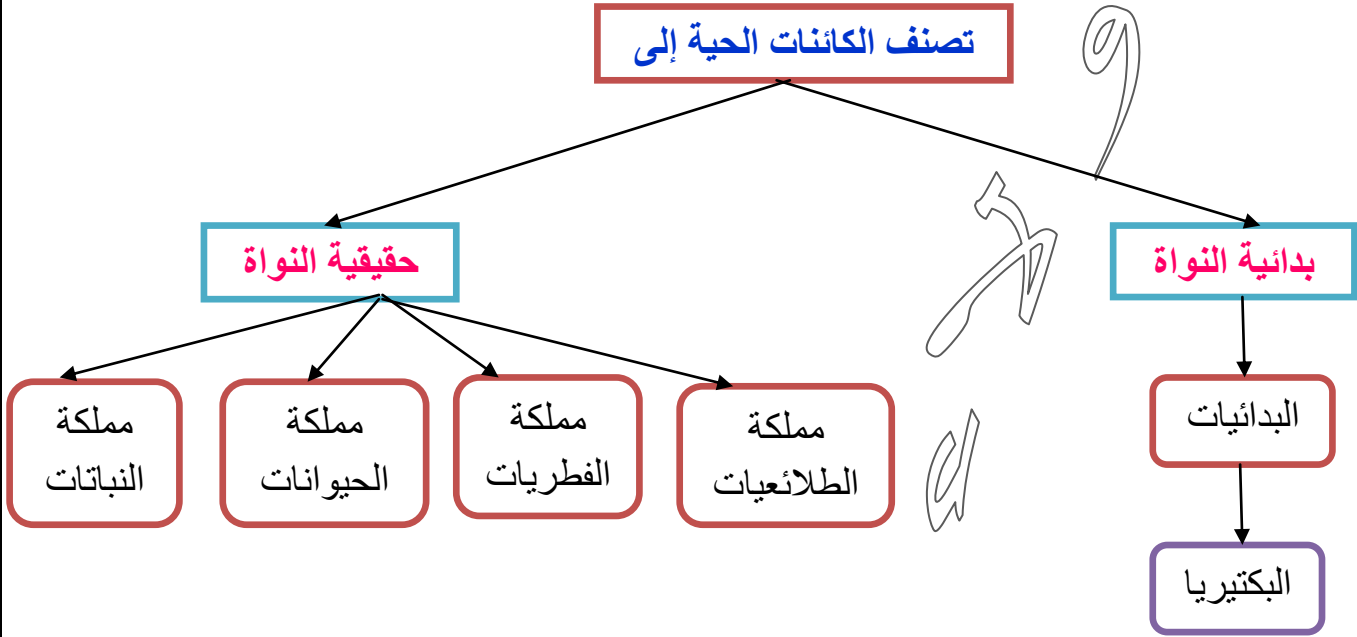 تصنف الكائنات الحية إلى
بدائية النواة
حقيقية النواة
البدائيات
مملكة
الطلائعيات
مملكة
الفطريات
مملكة
الحيوانات
مملكة
النباتات
البكتيريا